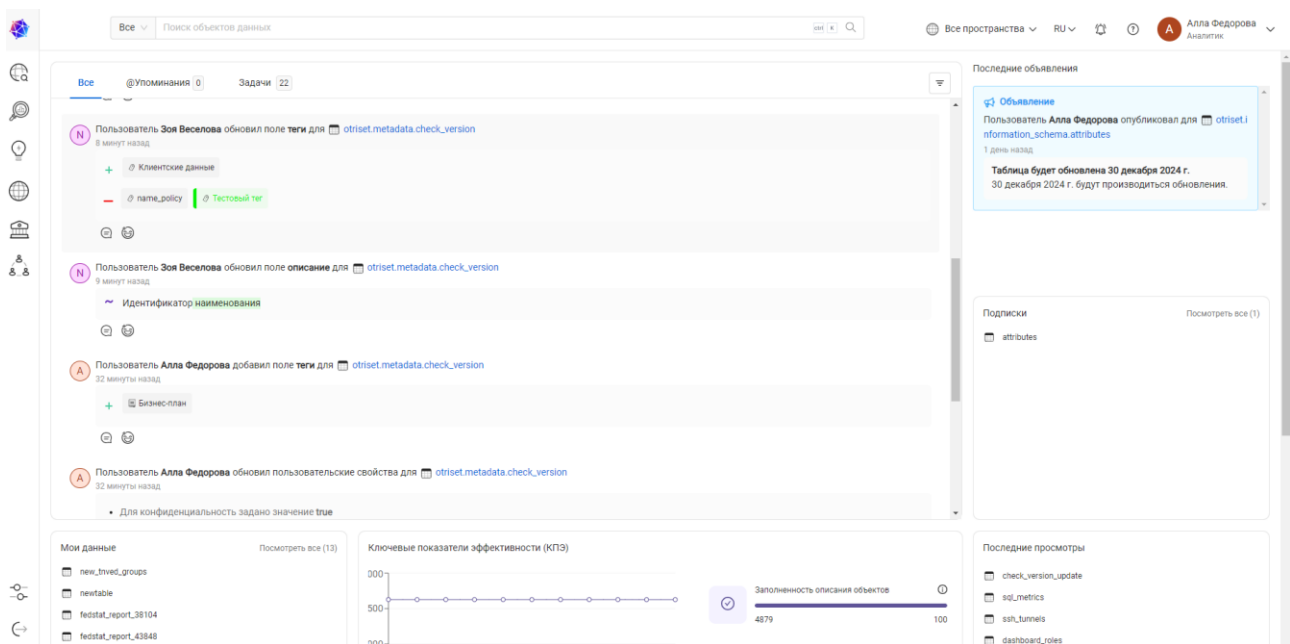 Все
Поиск объектов данных
ctrl K
Все пространства
RU
A
Алла Федорова
Аналитик
Все @Упоминания 0 Задачи 22
N
Пользователь Зоя Веселова обновил поле теги для otriset.metadata.check_version
8 минут назад
+ Клиентские данные
− name_policy Тестовый тег
N
Пользователь Зоя Веселова обновил поле описание для otriset.metadata.check_version
9 минут назад
~ Идентификатор наименования
A
Пользователь Алла Федорова добавил поле теги для otriset.metadata.check_version
32 минуты назад
+ Бизнес-план
A
Пользователь Алла Федорова обновил пользовательские свойства для otriset.metadata.check_version
32 минуты назад
• Для конфиденциальность задано значение true
Последние объявления
Объявление
Пользователь Алла Федорова опубликовал для otriset.i
nformation_schema.attributes
1 день назад
Таблица будет обновлена 30 декабря 2024 г.
30 декабря 2024 г. будут производиться обновления.
Подписки Посмотреть все (1)
attributes
Мои данные Посмотреть все (13)
new_tnved_groups
newtable
fedstat_report_38104
fedstat_report_43848
Ключевые показатели эффективности (КПЭ)
000
500
200
Заполненность описания объектов
4879 100
Последние просмотры
check_version_update
sql_metrics
ssh_tunnels
dashboard_roles